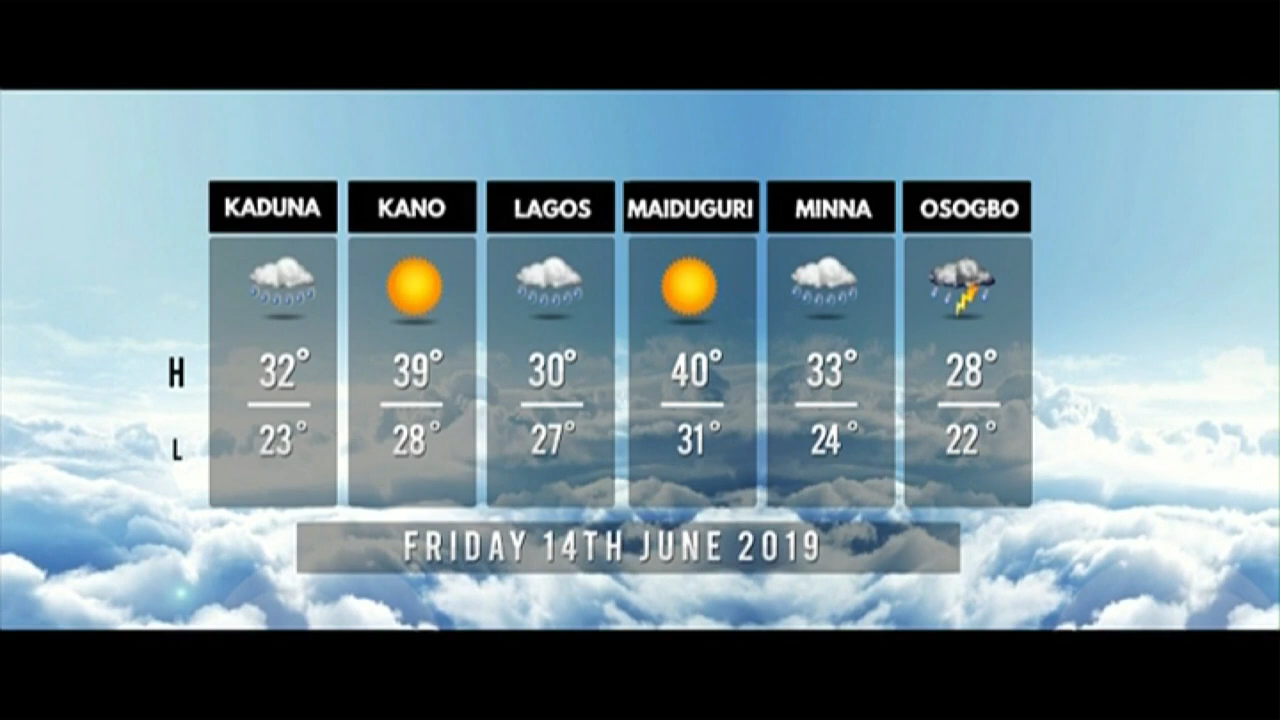 KADUNA KANO LAGOS MAIDUGURI MINNA OSOGBO
H 32° 39° 30° 40° 33° 28°
L 23° 28° 27° 31° 24° 22°
FRIDAY 14TH JUNE 2019